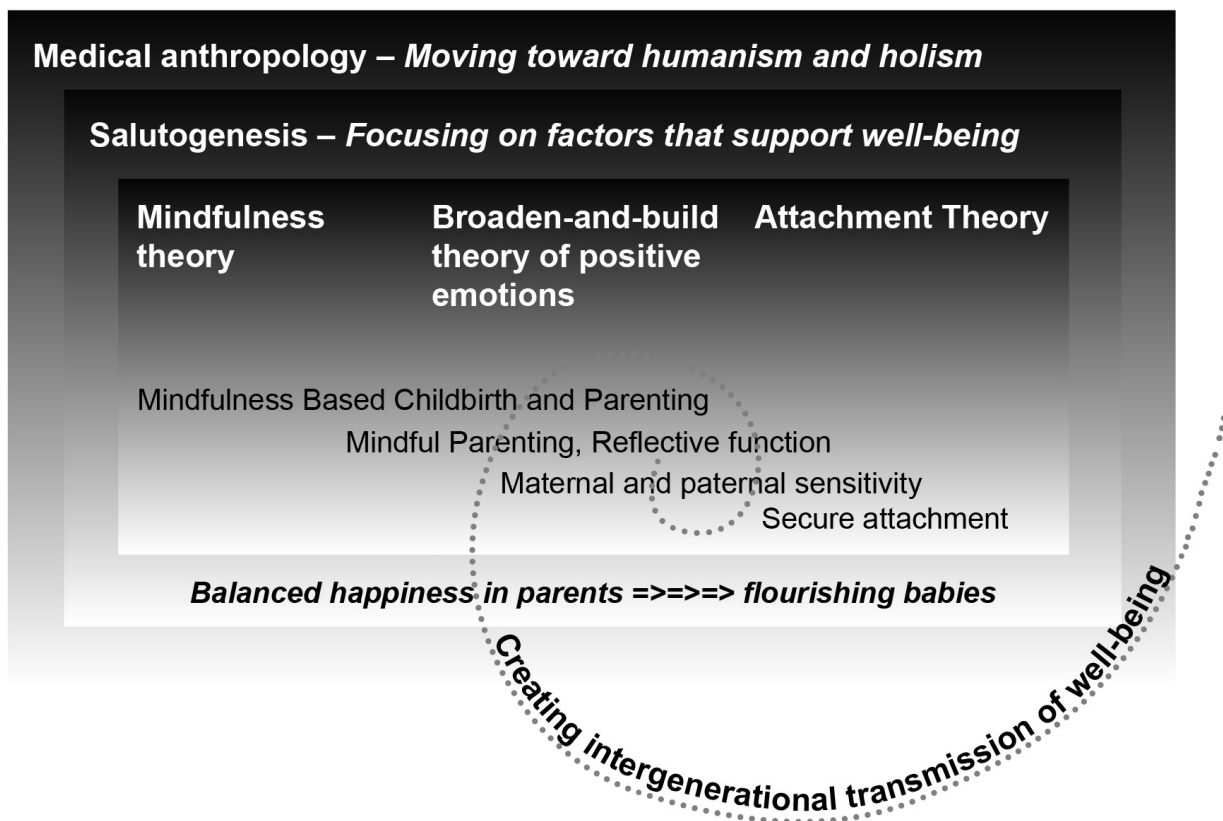 Medical anthropology – Moving toward humanism and holism
Salutogenesis – Focusing on factors that support well-being
Mindfulness
theory
Broaden-and-build
theory of positive
emotions
Attachment Theory
Mindfulness Based Childbirth and Parenting
Mindful Parenting, Reflective function
Maternal and paternal sensitivity
Secure attachment
Balanced happiness in parents =>=>=> flourishing babies
Creating intergenerational transmission of well-being